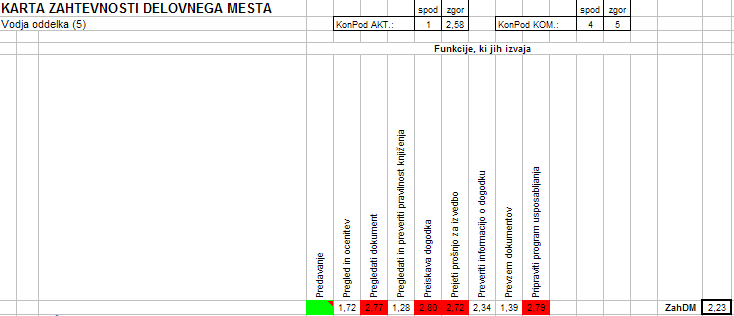 KARTA ZAHTEVNOSTI DELOVNEGA MESTA spod zgor spod zgor
Vodja oddelka (5) KonPod AKT.: 1 2,58 KonPod KOM.: 4 5
Funkcije, ki jih izvaja
Predavanje
Pregled in ocenitev
Pregledati dokument
Pregledati in preveriti pravilnost knjiženja
Preiskava dogodka
Prejeti prošnjo za izvedbo
Preveriti informacijo o dogodku
Prevzem dokumentov
Pripraviti program usposabljanja
1,72 2,77 1,28 2,60 2,72 2,34 1,39 2,79 ZahDM 2,23